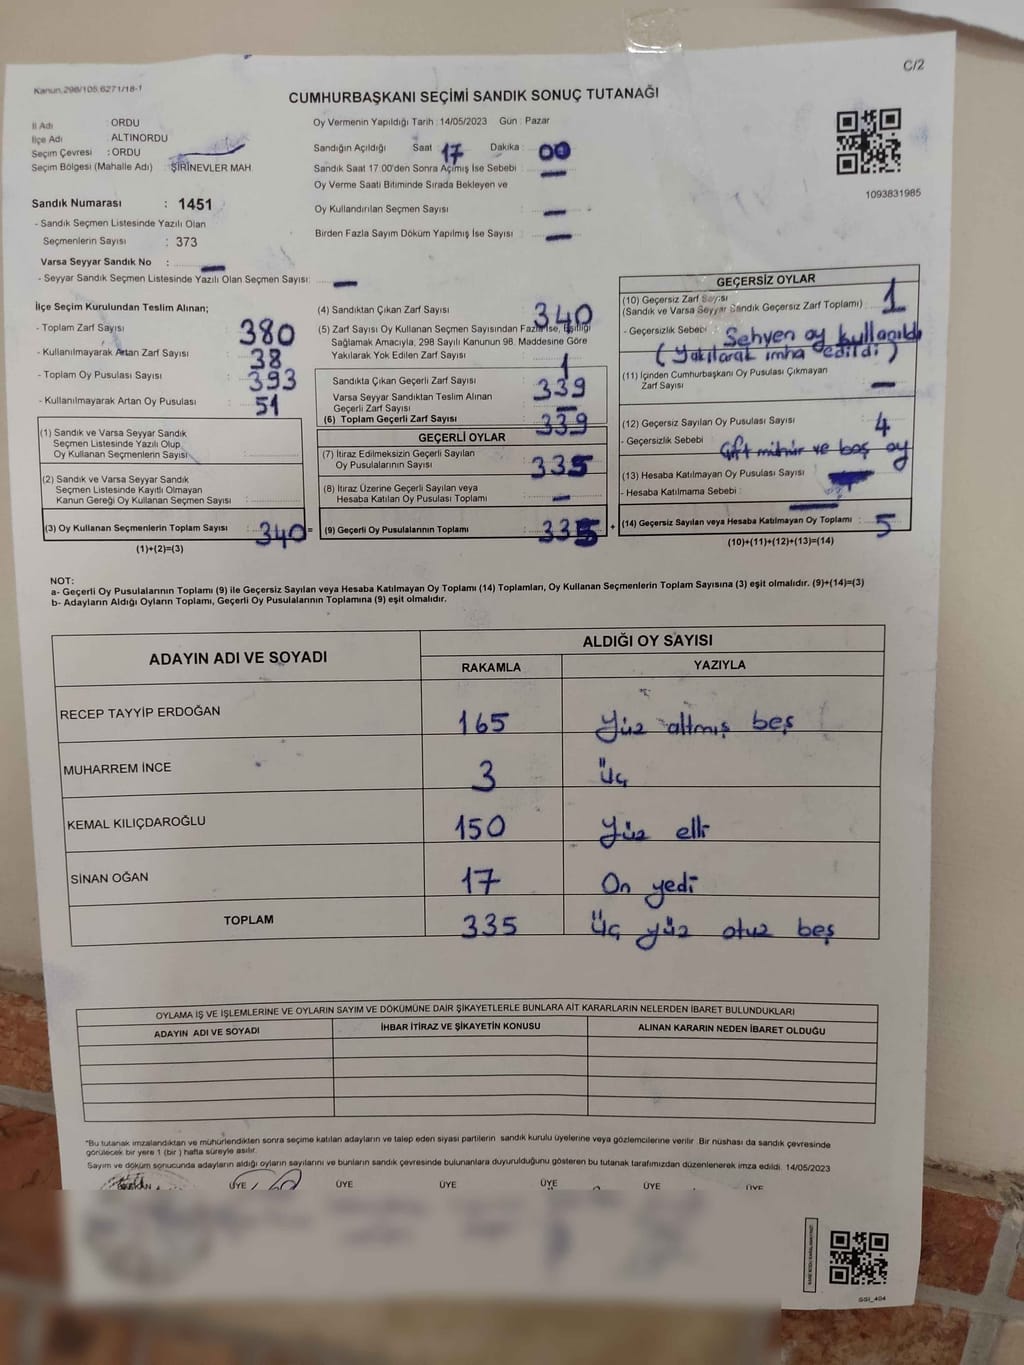 C/2
Kanun.298/105.6271/18-1
CUMHURBAŞKANI SEÇİMİ SANDIK SONUÇ TUTANAĞI
İl Adı : ORDU
İlçe Adı : ALTINORDU
Seçim Çevresi : ORDU
Seçim Bölgesi (Mahalle Adı) : ŞİRİNEVLER MAH
Sandık Numarası : 1451
- Sandık Seçmen Listesinde Yazılı Olan
Seçmenlerin Sayısı : 373
Varsa Seyyar Sandık No : —
- Seyyar Sandık Seçmen Listesinde Yazılı Olan Seçmen Sayısı: —
Oy Vermenin Yapıldığı Tarih : 14/05/2023 Gün : Pazar
Sandığın Açıldığı Saat : 17 Dakika : 00
Sandık Saat 17.00'den Sonra Açılmış İse Sebebi : —
Oy Verme Saati Bitiminde Sırada Bekleyen ve
Oy Kullandırılan Seçmen Sayısı : —
Birden Fazla Sayım Döküm Yapılmış İse Sayısı : —
1093831985
İlçe Seçim Kurulundan Teslim Alınan;
- Toplam Zarf Sayısı : 380
- Kullanılmayarak Artan Zarf Sayısı : 38
- Toplam Oy Pusulası Sayısı : 393
- Kullanılmayarak Artan Oy Pusulası : 51
(1) Sandık ve Varsa Seyyar Sandık
Seçmen Listesinde Yazılı Olup,
Oy Kullanan Seçmenlerin Sayısı :
(2) Sandık ve Varsa Seyyar Sandık
Seçmen Listesinde Kayıtlı Olmayan
Kanun Gereği Oy Kullanan Seçmen Sayısı :
(3) Oy Kullanan Seçmenlerin Toplam Sayısı : 340 =
(1)+(2)=(3)
(4) Sandıktan Çıkan Zarf Sayısı : 340
(5) Zarf Sayısı Oy Kullanan Seçmen Sayısından Fazla İse, Eşitliği
Sağlamak Amacıyla, 298 Sayılı Kanunun 98. Maddesine Göre
Yakılarak Yok Edilen Zarf Sayısı : 1
Sandıkta Çıkan Geçerli Zarf Sayısı : 339
Varsa Seyyar Sandıktan Teslim Alınan
Geçerli Zarf Sayısı : —
(6) Toplam Geçerli Zarf Sayısı : 339
GEÇERLİ OYLAR
(7) İtiraz Edilmeksizin Geçerli Sayılan
Oy Pusulalarının Sayısı : 335
(8) İtiraz Üzerine Geçerli Sayılan veya
Hesaba Katılan Oy Pusulası Toplamı : —
(9) Geçerli Oy Pusulalarının Toplamı : 335 +
GEÇERSİZ OYLAR
(10) Geçersiz Zarf Sayısı
(Sandık ve Varsa Seyyar Sandık Geçersiz Zarf Toplamı) : 1
- Geçersizlik Sebebi : Sehven oy kullanıldı
(Yakılarak imha edildi)
(11) İçinden Cumhurbaşkanı Oy Pusulası Çıkmayan
Zarf Sayısı : —
(12) Geçersiz Sayılan Oy Pusulası Sayısı : 4
- Geçersizlik Sebebi : Çift mühür ve boş oy
(13) Hesaba Katılmayan Oy Pusulası Sayısı :
- Hesaba Katılmama Sebebi : —
(14) Geçersiz Sayılan veya Hesaba Katılmayan Oy Toplamı : 5
(10)+(11)+(12)+(13)=(14)
NOT:
a- Geçerli Oy Pusulalarının Toplamı (9) ile Geçersiz Sayılan veya Hesaba Katılmayan Oy Toplamı (14) Toplamları, Oy Kullanan Seçmenlerin Toplam Sayısına (3) eşit olmalıdır. (9)+(14)=(3)
b- Adayların Aldığı Oyların Toplamı, Geçerli Oy Pusulalarının Toplamına (9) eşit olmalıdır.
ADAYIN ADI VE SOYADI
ALDIĞI OY SAYISI
RAKAMLA YAZIYLA
RECEP TAYYİP ERDOĞAN 165 Yüz altmış beş
MUHARREM İNCE 3 Üç
KEMAL KILIÇDAROĞLU 150 Yüz elli
SİNAN OĞAN 17 On yedi
TOPLAM 335 Üç yüz otuz beş
OYLAMA İŞ VE İŞLEMLERİNE VE OYLARIN SAYIM VE DÖKÜMÜNE DAİR ŞİKAYETLERLE BUNLARA AİT KARARLARIN NELERDEN İBARET BULUNDUKLARI
ADAYIN ADI VE SOYADI İHBAR İTİRAZ VE ŞİKAYETİN KONUSU ALINAN KARARIN NEDEN İBARET OLDUĞU
*Bu tutanak imzalandıktan ve mühürlendikten sonra seçime katılan adayların ve talep eden siyasi partilerin sandık kurulu üyelerine veya gözlemcilerine verilir. Bir nüshası da sandık çevresinde
görülecek bir yere 1 (bir) hafta süreyle asılır.
Sayım ve döküm sonucunda adayların aldığı oyların sayılarını ve bunların sandık çevresinde bulunanlara duyurulduğunu gösteren bu tutanak tarafımızdan düzenlenerek imza edildi. 14/05/2023
BAŞKAN ÜYE ÜYE ÜYE ÜYE ÜYE ÜYE